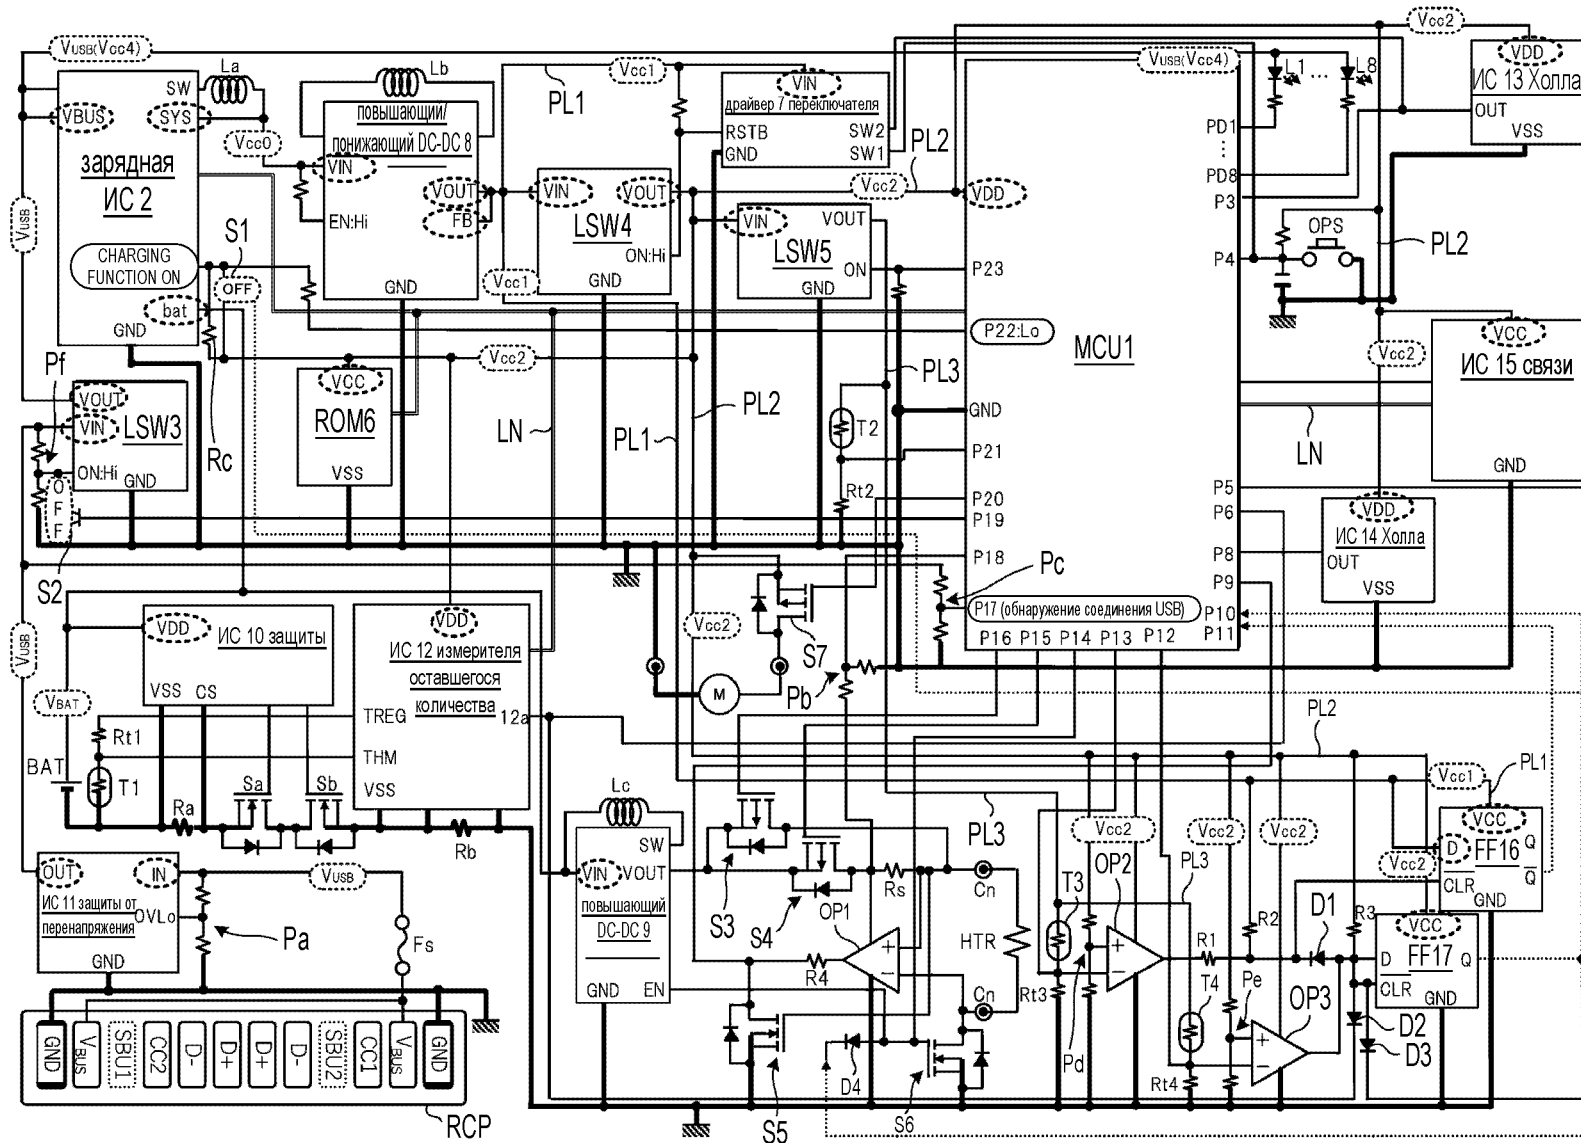 VUSB(Vcc4)
La
SW
VBUS
SYS
Vcc0
зарядная
ИС 2
CHARGING
FUNCTION ON
bat
GND
VUSB
S1
OFF
Lb
повышающий/
понижающий DC-DC 8
VIN
VOUT
FB
EN:Hi
GND
PL1
Vcc1
VIN
VOUT
LSW4
ON:Hi
GND
Vcc1
VIN
драйвер 7 переключателя
RSTB
GND
SW2
SW1
Vcc2
PL2
VIN
VOUT
LSW5
ON
GND
VUSB(Vcc4)
VDD
P23
P22:Lo
MCU1
GND
P21
P20
P19
P18
P17 (обнаружение соединения USB)
P16
P15
P14
P13
P12
PD1
PD8
P3
P4
P5
P6
P8
P9
P10
P11
L1
...
L8
Vcc2
VDD
ИС 13 Холла
OUT
VSS
OPS
PL2
Vcc2
VCC
ИС 15 связи
GND
LN
VDD
ИС 14 Холла
OUT
VSS
Pf
VOUT
VIN
LSW3
ON:Hi
GND
OFF
S2
Rc
VCC
ROM6
VSS
Vcc2
LN
PL1
PL2
PL3
T2
Rt2
Pc
Pb
S7
M
Vcc2
VUSB
VBAT
VDD
ИС 10 защиты
VSS
CS
VDD
ИС 12 измерителя
оставшегося
количества
TREG
12a
THM
VSS
Rt1
T1
BAT
Ra
Sa
Sb
Rb
OUT
IN
VUSB
ИС 11 защиты от
перенапряжения
OVLo
GND
Pa
Fs
GND
VBUS
SBU1
CC2
D-
D+
D+
D-
SBU2
CC1
VBUS
GND
RCP
Lc
SW
VIN
VOUT
повышающий
DC-DC 9
GND
EN
S3
S4
OP1
Rs
R4
S5
D4
S6
Cn
HTR
Cn
PL3
T3
Rt3
Vcc2
OP2
Pd
PL3
R1
T4
Rt4
Vcc2
Vcc2
R2
Pe
OP3
D1
R3
D2
D3
PL2
Vcc1
PL1
VCC
D
Q
FF16
Q
CLR
GND
Vcc2
VCC
D
FF17
Q
CLR
GND